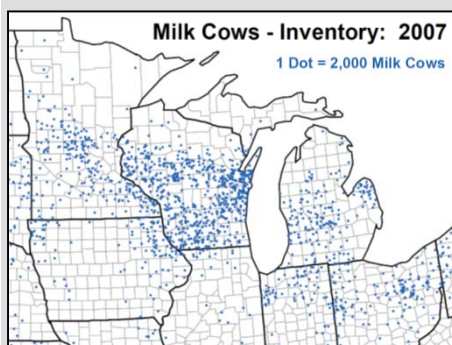 Milk Cows - Inventory: 2007
1 Dot = 2,000 Milk Cows